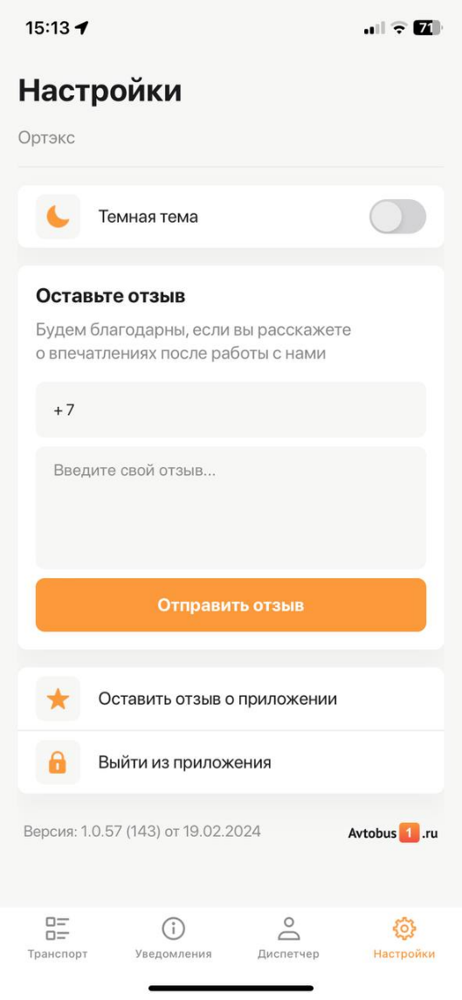 15:13
71
Настройки
Ортэкс
Темная тема
Оставьте отзыв
Будем благодарны, если вы расскажете
о впечатлениях после работы с нами
+ 7
Введите свой отзыв...
Отправить отзыв
Оставить отзыв о приложении
Выйти из приложения
Версия: 1.0.57 (143) от 19.02.2024
Avtobus 1 .ru
Транспорт
Уведомления
Диспетчер
Настройки